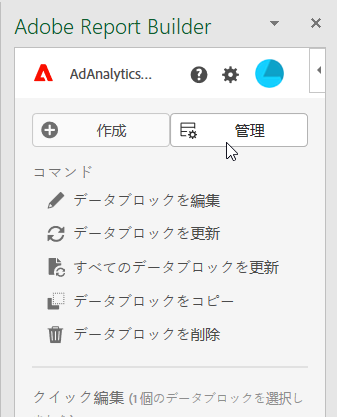 Adobe Report Builder
AdAnalytics...
作成
管理
コマンド
データブロックを編集
データブロックを更新
すべてのデータブロックを更新
データブロックをコピー
データブロックを削除
クイック編集 (1 個のデータブロックを選択し